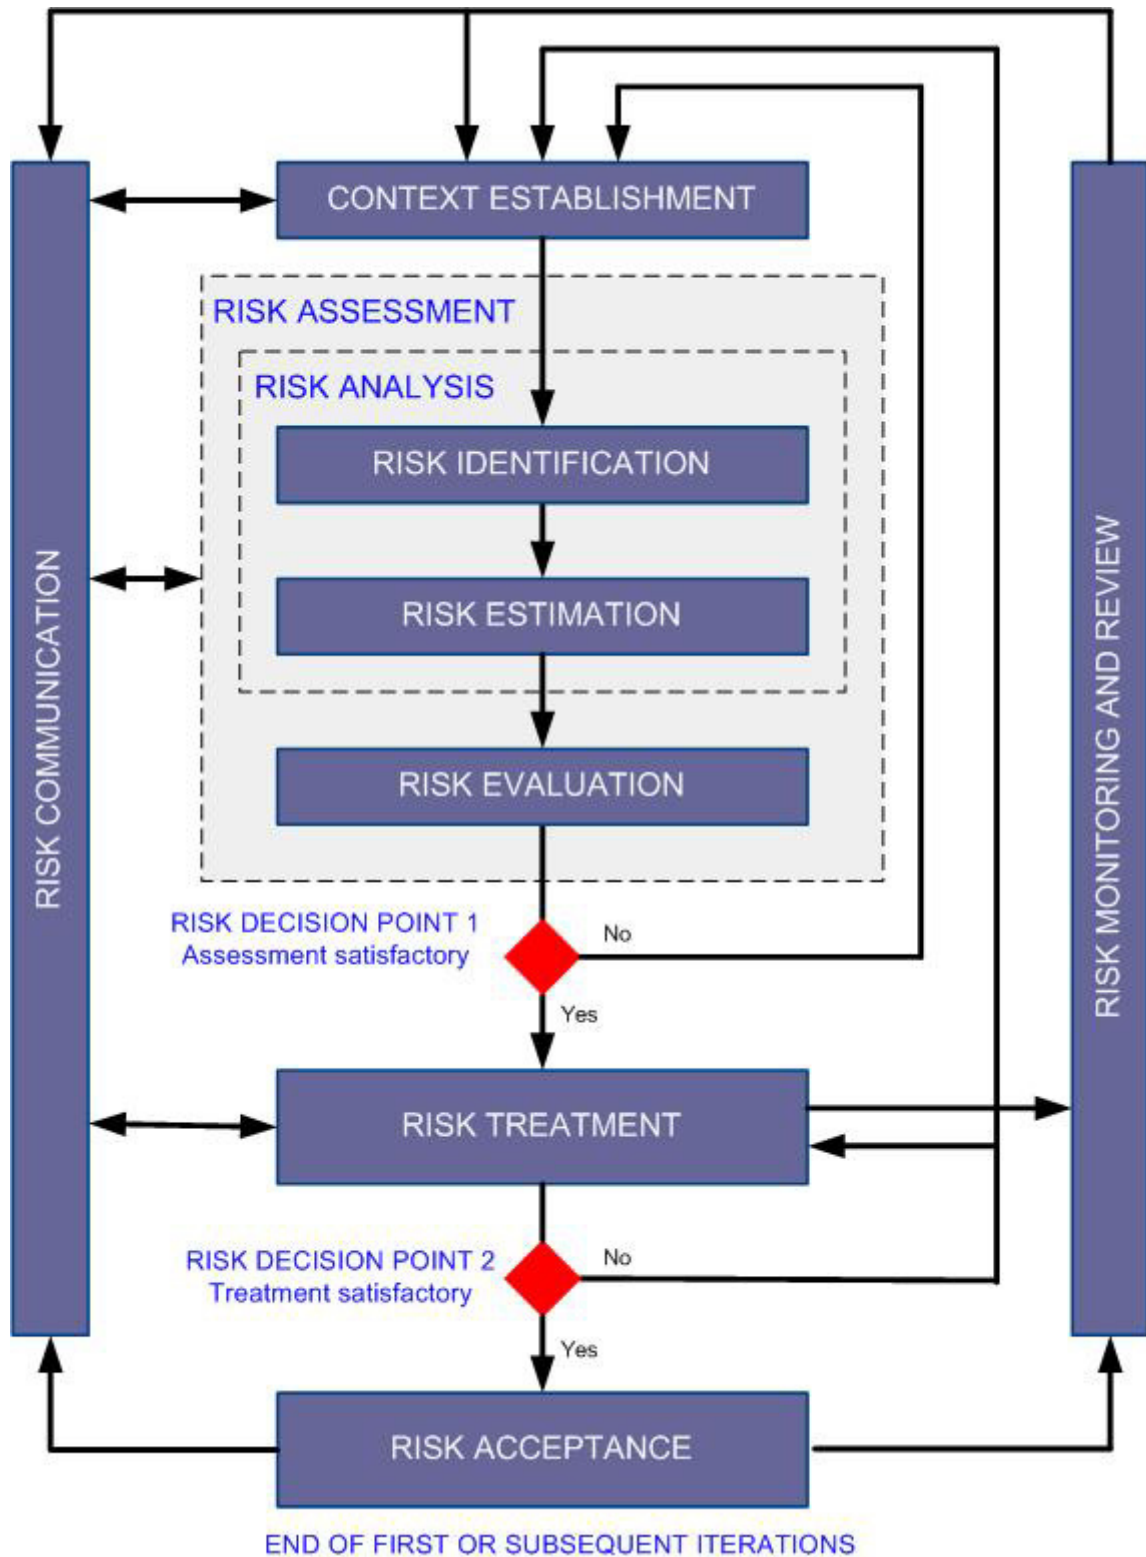 CONTEXT ESTABLISHMENT
RISK ASSESSMENT
RISK ANALYSIS
RISK IDENTIFICATION
RISK ESTIMATION
RISK EVALUATION
RISK DECISION POINT 1
Assessment satisfactory
No
Yes
RISK TREATMENT
RISK DECISION POINT 2
Treatment satisfactory
No
Yes
RISK ACCEPTANCE
END OF FIRST OR SUBSEQUENT ITERATIONS
RISK COMMUNICATION
RISK MONITORING AND REVIEW